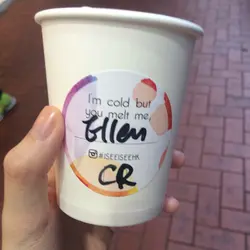 I'm cold but
you melt me
Ellen
#ISEEISEEHK
CR